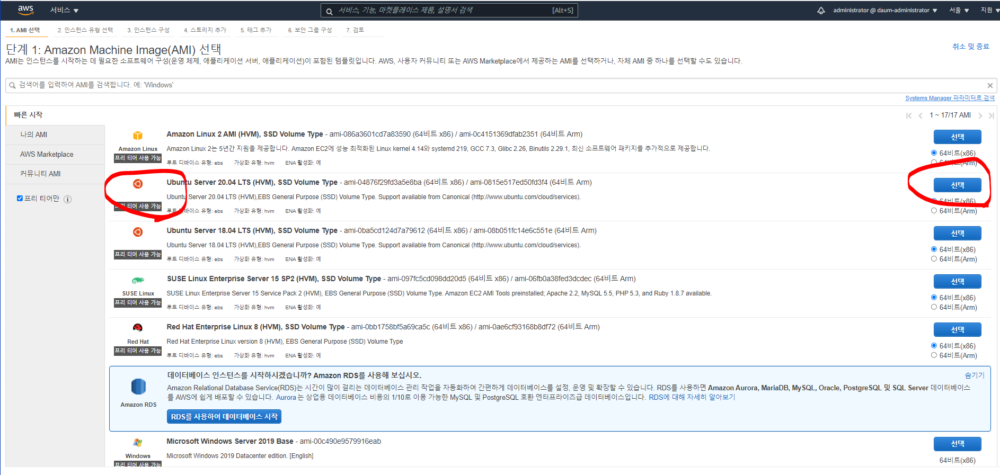 aws 서비스 서비스, 기능, 마켓플레이스 제품, 설명서 검색 [Alt+S] administrator @ daum-administrator 서울 지원
1. AMI 선택 2. 인스턴스 유형 선택 3. 인스턴스 구성 4. 스토리지 추가 5. 태그 추가 6. 보안 그룹 구성 7. 검토
단계 1: Amazon Machine Image(AMI) 선택 취소 및 종료
AMI는 인스턴스를 시작하는 데 필요한 소프트웨어 구성(운영 체제, 애플리케이션 서버, 애플리케이션)이 포함된 템플릿입니다. AWS, 사용자 커뮤니티 또는 AWS Marketplace에서 제공하는 AMI를 선택하거나, 자체 AMI 중 하나를 선택할 수도 있습니다.
검색어를 입력하여 AMI를 검색합니다. 예: 'Windows'
Systems Manager 파라미터로 검색
빠른 시작 1 ~ 17/17 AMI
나의 AMI
AWS Marketplace
커뮤니티 AMI
프리 티어만
Amazon Linux 2 AMI (HVM), SSD Volume Type - ami-086a3601cd7a83590 (64비트 x86) / ami-0c4151369dfab2351 (64비트 Arm) 선택
Amazon Linux Amazon Linux 2는 5년간 지원을 제공합니다. Amazon EC2에 성능 최적화된 Linux kernel 4.14와 systemd 219, GCC 7.3, Glibc 2.26, Binutils 2.29.1, 최신 소프트웨어 패키지를 추가적으로 제공합니다. 64비트(x86)
프리 티어 사용 가능 루트 디바이스 유형: ebs 가상화 유형: hvm ENA 활성화: 예 64비트(Arm)
Ubuntu Server 20.04 LTS (HVM), SSD Volume Type - ami-04876f29fd3a5e8ba (64비트 x86) / ami-0815e517ed50fd3f4 (64비트 Arm) 선택
Ubuntu Server 20.04 LTS (HVM),EBS General Purpose (SSD) Volume Type. Support available from Canonical (http://www.ubuntu.com/cloud/services). 64비트(x86)
프리 티어 사용 가능 루트 디바이스 유형: ebs 가상화 유형: hvm ENA 활성화: 예 64비트(Arm)
Ubuntu Server 18.04 LTS (HVM), SSD Volume Type - ami-0ba5cd124d7a79612 (64비트 x86) / ami-08b051fc14e6c551e (64비트 Arm) 선택
Ubuntu Server 18.04 LTS (HVM),EBS General Purpose (SSD) Volume Type. Support available from Canonical (http://www.ubuntu.com/cloud/services). 64비트(x86)
프리 티어 사용 가능 루트 디바이스 유형: ebs 가상화 유형: hvm ENA 활성화: 예 64비트(Arm)
SUSE Linux Enterprise Server 15 SP2 (HVM), SSD Volume Type - ami-097fc5cd098dd20d5 (64비트 x86) / ami-06fb0a38fed3dcdec (64비트 Arm) 선택
SUSE Linux SUSE Linux Enterprise Server 15 Service Pack 2 (HVM), EBS General Purpose (SSD) Volume Type. Amazon EC2 AMI Tools preinstalled; Apache 2.2, MySQL 5.5, PHP 5.3, and Ruby 1.8.7 available. 64비트(x86)
프리 티어 사용 가능 루트 디바이스 유형: ebs 가상화 유형: hvm ENA 활성화: 예 64비트(Arm)
Red Hat Enterprise Linux 8 (HVM), SSD Volume Type - ami-0bb1758bf5a69ca5c (64비트 x86) / ami-0ae6cf93168b8df72 (64비트 Arm) 선택
Red Hat Red Hat Enterprise Linux version 8 (HVM), EBS General Purpose (SSD) Volume Type 64비트(x86)
프리 티어 사용 가능 루트 디바이스 유형: ebs 가상화 유형: hvm ENA 활성화: 예 64비트(Arm)
데이터베이스 인스턴스를 시작하시겠습니까? Amazon RDS를 사용해 보십시오. 숨기기
Amazon Relational Database Service(RDS)는 시간이 많이 걸리는 데이터베이스 관리 작업을 자동화하여 간편하게 데이터베이스를 설정, 운영 및 확장할 수 있습니다. RDS를 사용하면 Amazon Aurora, MariaDB, MySQL, Oracle, PostgreSQL 및 SQL Server 데이터베이스
를 AWS에 쉽게 배포할 수 있습니다. Aurora 는 상업용 데이터베이스 비용의 1/10로 이용 가능한 MySQL 및 PostgreSQL 호환 엔터프라이즈급 데이터베이스입니다. RDS에 대해 자세히 알아보기
Amazon RDS
RDS를 사용하여 데이터베이스 시작
Microsoft Windows Server 2019 Base - ami-00c490e9579916eab 선택
Windows Microsoft Windows 2019 Datacenter edition. [English] 64비트(x86)
프리 티어 사용 가능